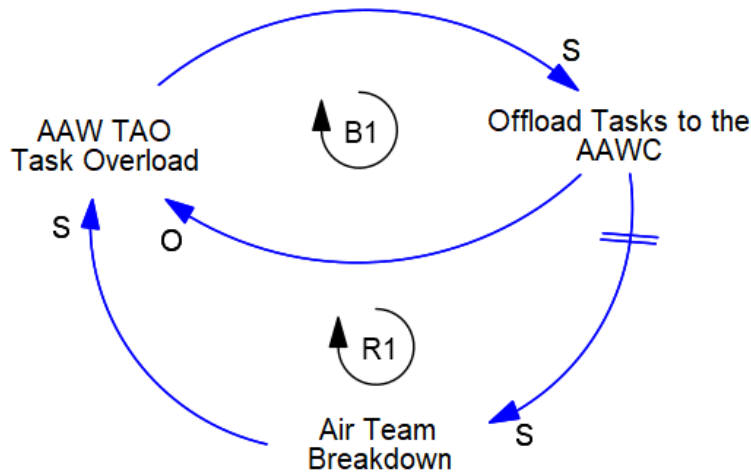 S
AAW TAO
Task Overload
B1
Offload Tasks to the
AAWC
S
O
R1
Air Team
Breakdown
S